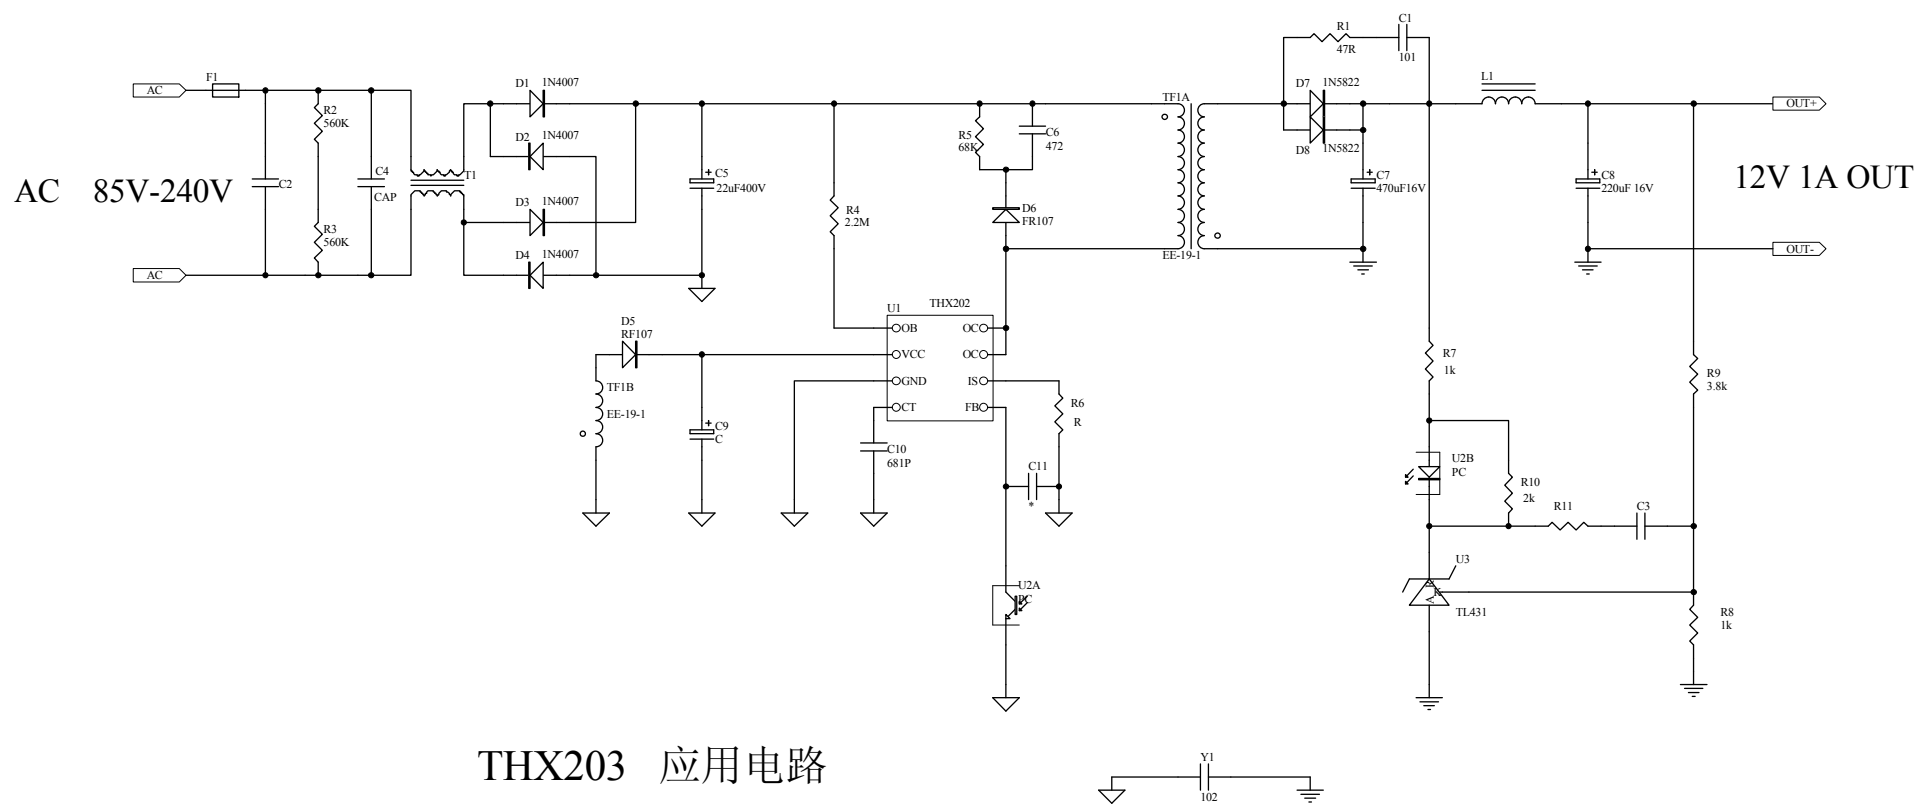 R1
47R
C1
101
F1
AC
D1 1N4007
D7 1N5822
L1
OUT+
TF1A
R2
560K
D2 1N4007
R5
68K
C6
472
D8 1N5822
AC 85V-240V
C2
C4
CAP
T1
C5
22uF400V
C7
470uF16V
C8
220uF 16V
12V 1A OUT
D3 1N4007
R4
2.2M
D6
FR107
R3
560K
AC
D4 1N4007
EE-19-1
OUT-
U1 THX202
D5
RF107
OB
VCC
GND
CT
OC
OC
IS
FB
TF1B
EE-19-1
R6
R
R7
1k
R9
3.8k
C9
C
C10
681P
C11
*
U2B
PC
R10
2k
R11
C3
U2A
PC
U3
K
A
TL431
R8
1k
THX203 应用电路
Y1
102